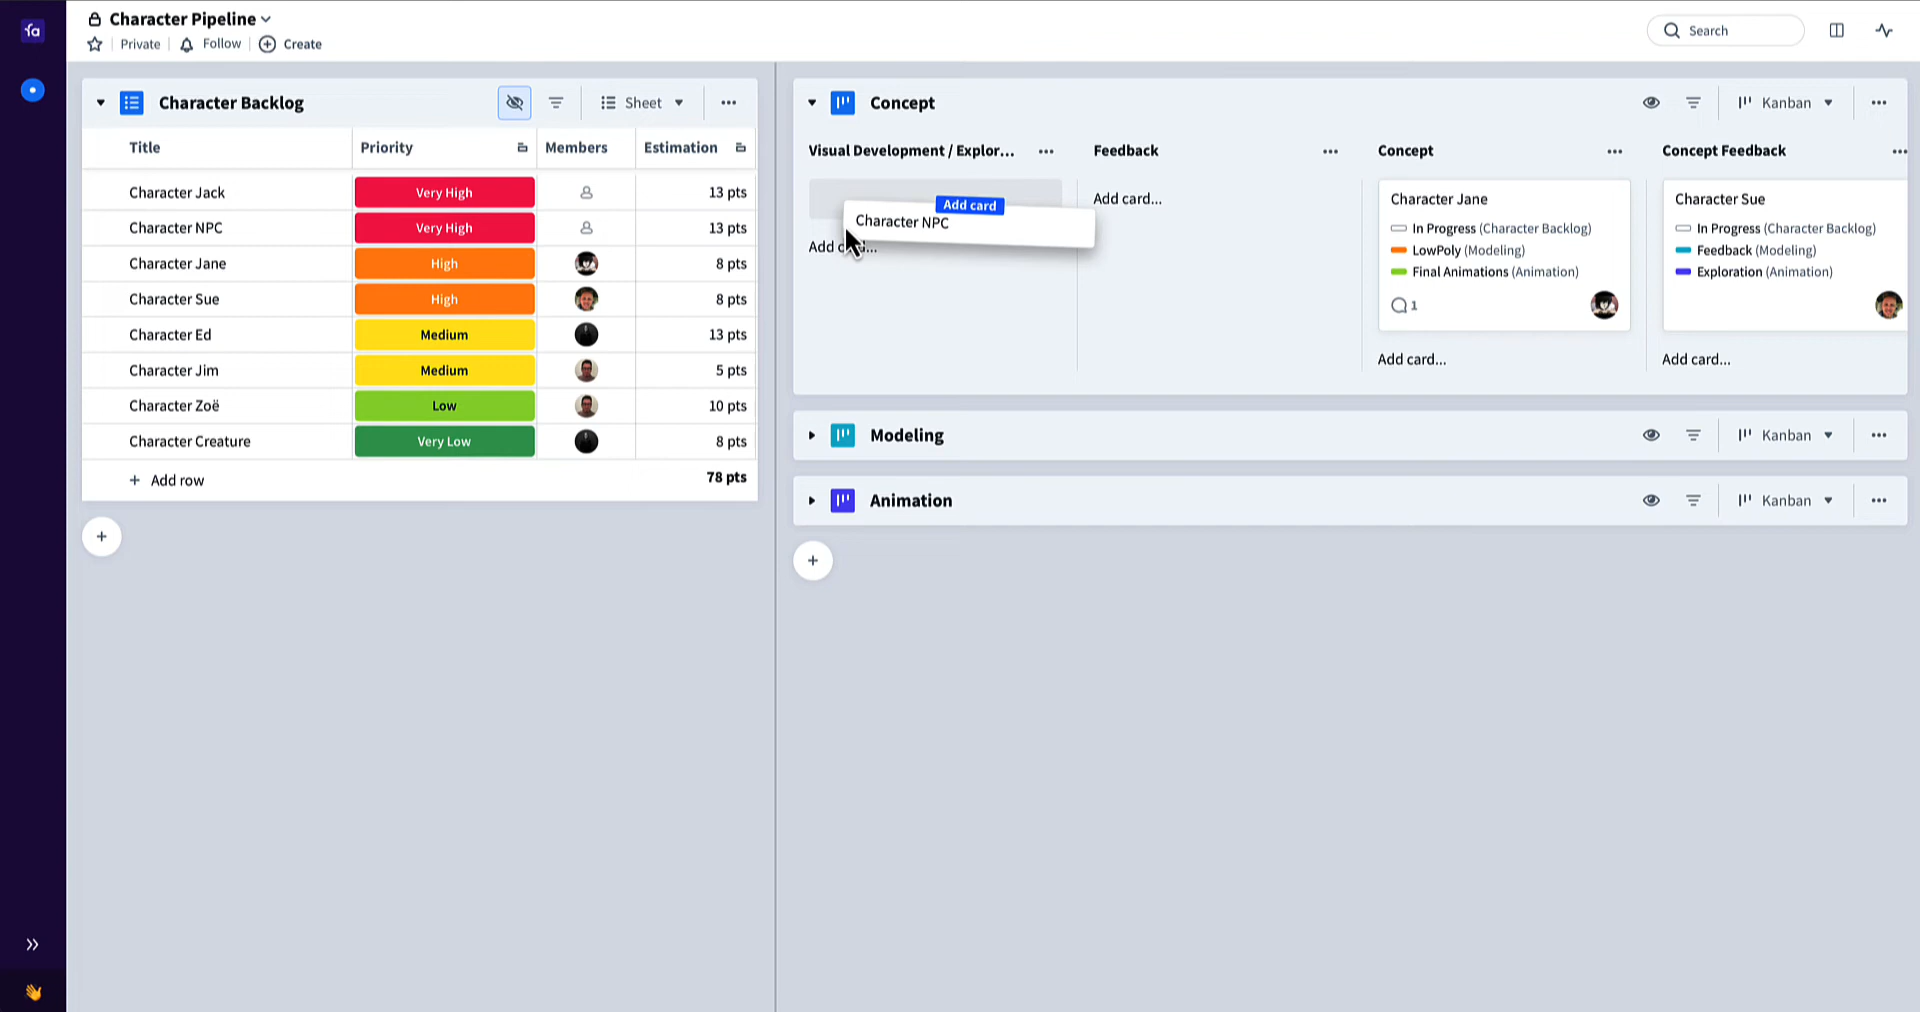 fa
Character Pipeline
Private
Follow
Create
Search
Character Backlog
Sheet
Title
Priority
Members
Estimation
Character Jack
Very High
13 pts
Character NPC
Very High
13 pts
Character Jane
High
8 pts
Character Sue
High
8 pts
Character Ed
Medium
13 pts
Character Jim
Medium
5 pts
Character Zoë
Low
10 pts
Character Creature
Very Low
8 pts
Add row
78 pts
Concept
Kanban
Visual Development / Explor...
Add card
Character NPC
Feedback
Add card...
Concept
Character Jane
In Progress (Character Backlog)
LowPoly (Modeling)
Final Animations (Animation)
1
Add card...
Concept Feedback
Character Sue
In Progress (Character Backlog)
Feedback (Modeling)
Exploration (Animation)
Add card...
Modeling
Kanban
Animation
Kanban